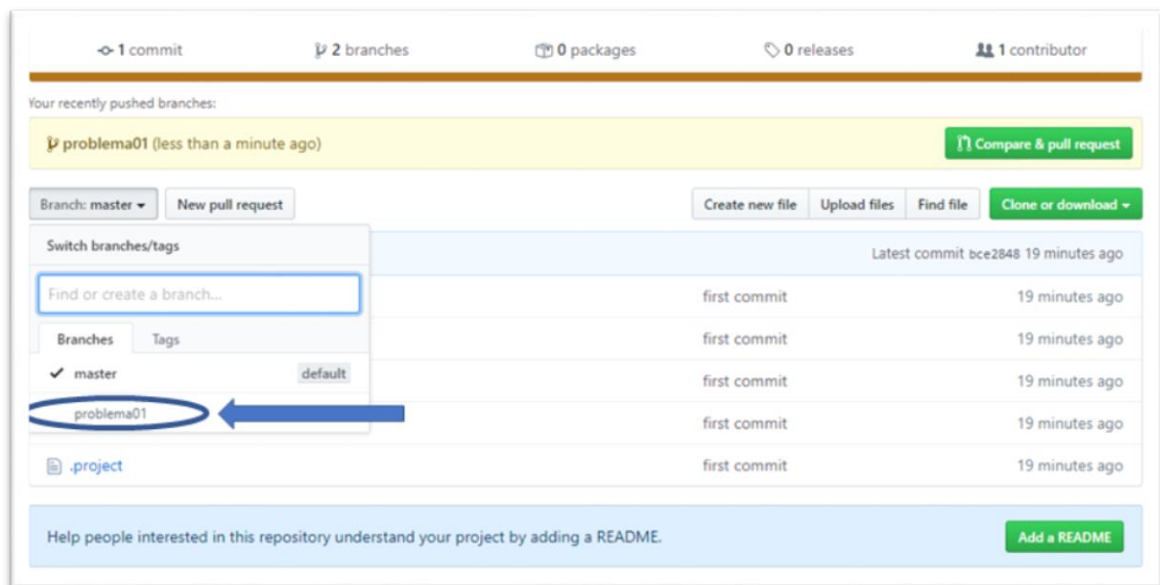 1 commit
2 branches
0 packages
0 releases
1 contributor
Your recently pushed branches:
problema01 (less than a minute ago)
Compare & pull request
Branch: master
New pull request
Create new file
Upload files
Find file
Clone or download
Switch branches/tags
Latest commit bce2848 19 minutes ago
Find or create a branch...
first commit
19 minutes ago
Branches
Tags
first commit
19 minutes ago
master
default
first commit
19 minutes ago
problema01
first commit
19 minutes ago
.project
first commit
19 minutes ago
Help people interested in this repository understand your project by adding a README.
Add a README